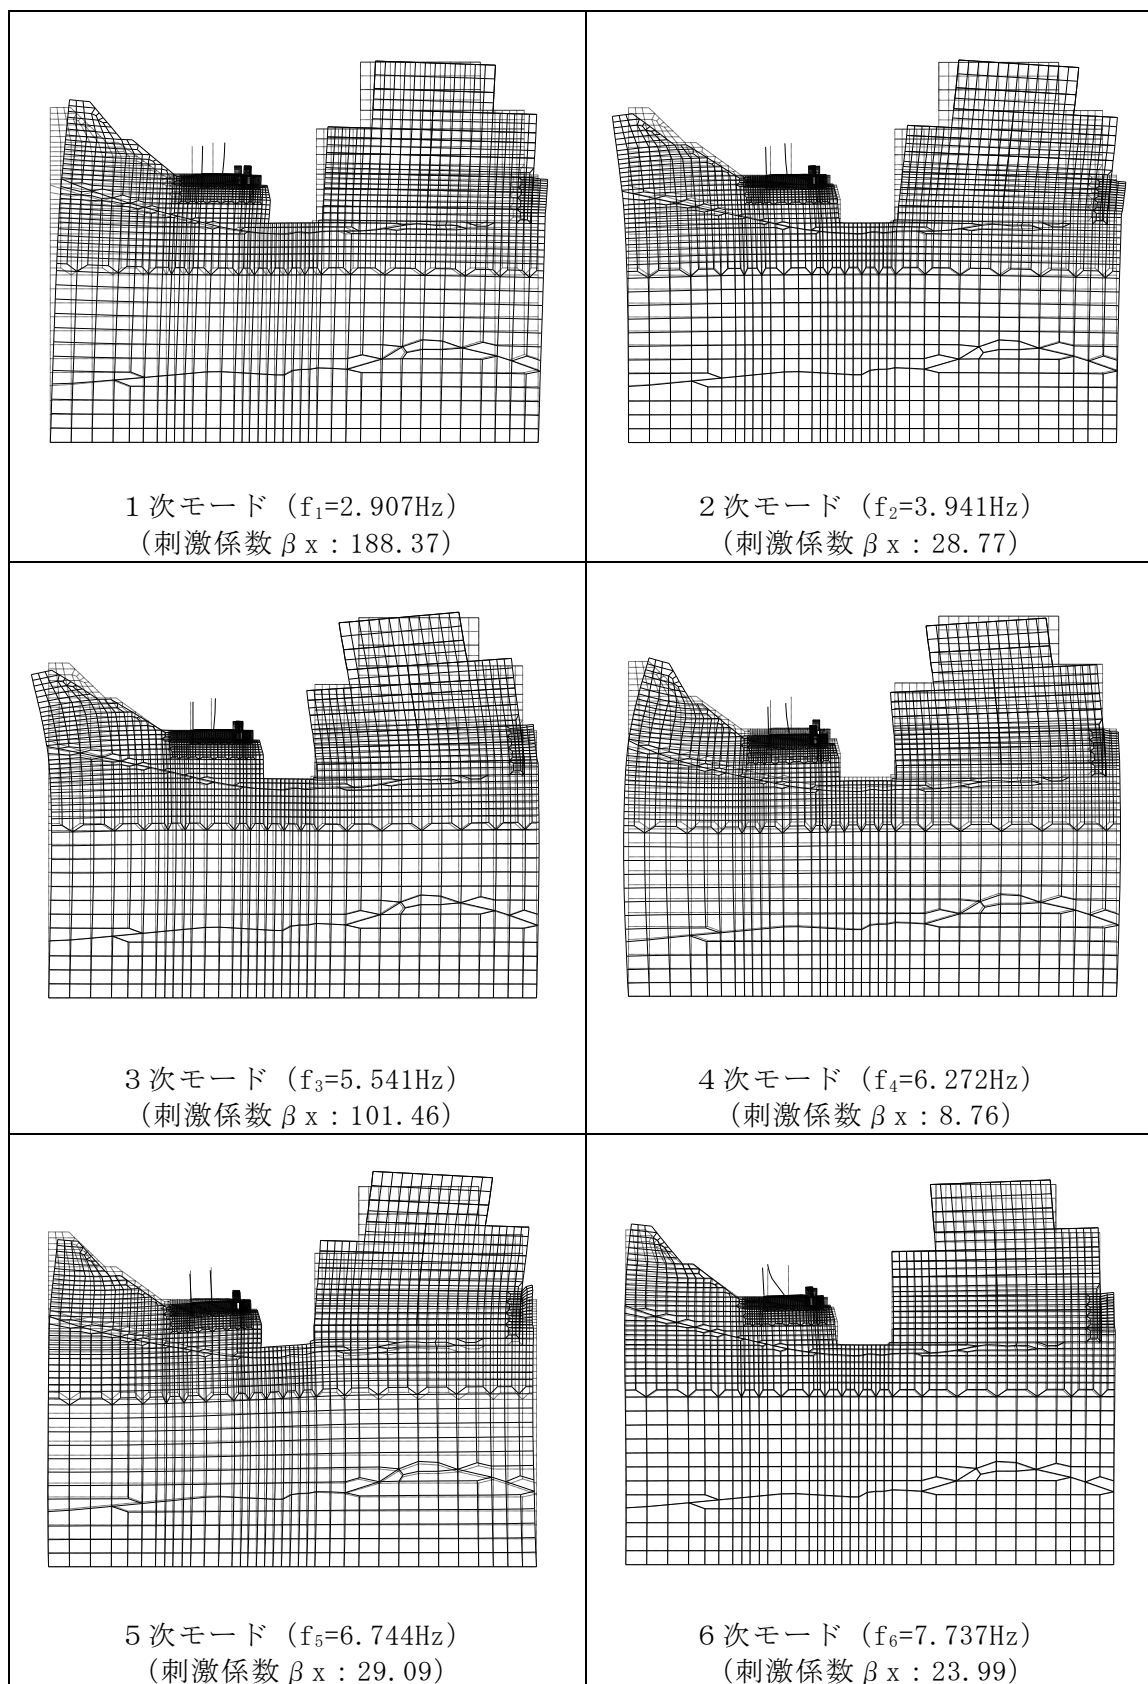 1次モード (f₁=2.907Hz)
(刺激係数βx:188.37)
2次モード (f₂=3.941Hz)
(刺激係数βx:28.77)
3次モード (f₃=5.541Hz)
(刺激係数βx:101.46)
4次モード (f₄=6.272Hz)
(刺激係数βx:8.76)
5次モード (f₅=6.744Hz)
(刺激係数βx:29.09)
6次モード (f₆=7.737Hz)
(刺激係数βx:23.99)